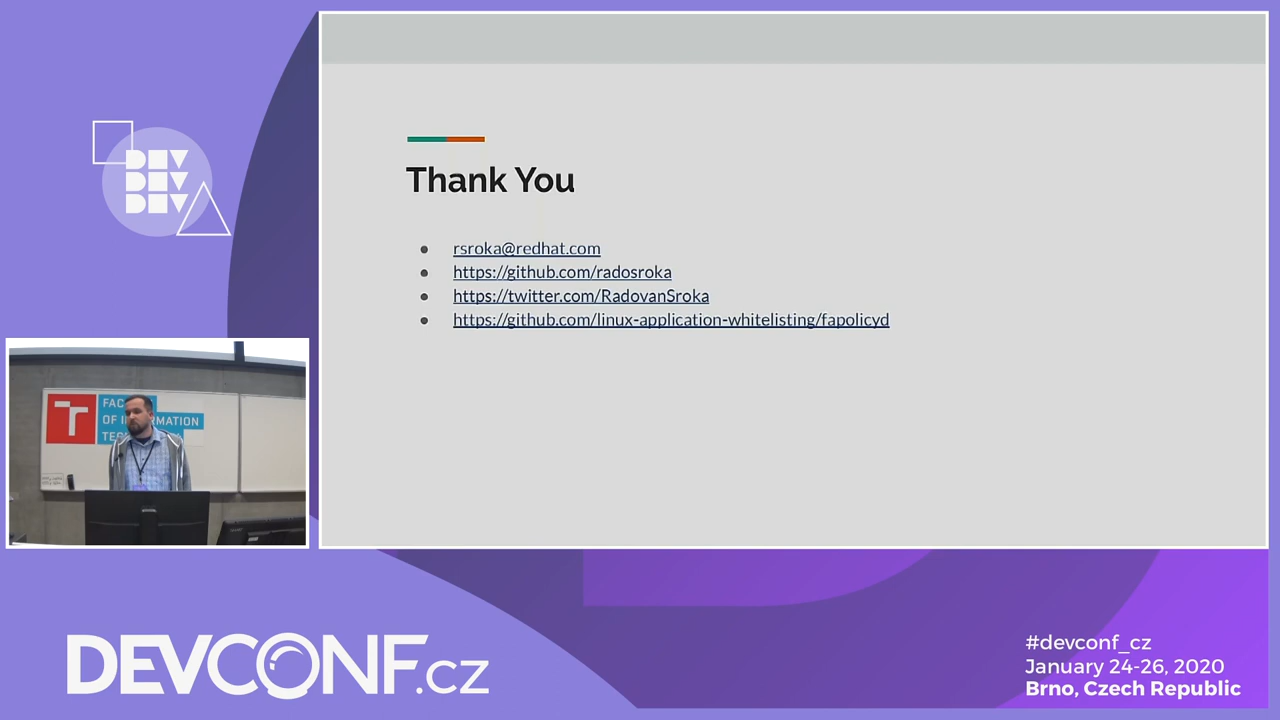 DEV
DEV
DEV
Thank You
rsroka@redhat.com
https://github.com/radosroka
https://twitter.com/RadovanSroka
https://github.com/linux-application-whitelisting/fapolicyd
OF
DEVCONF.cz
#devconf_cz
January 24-26, 2020
Brno, Czech Republic